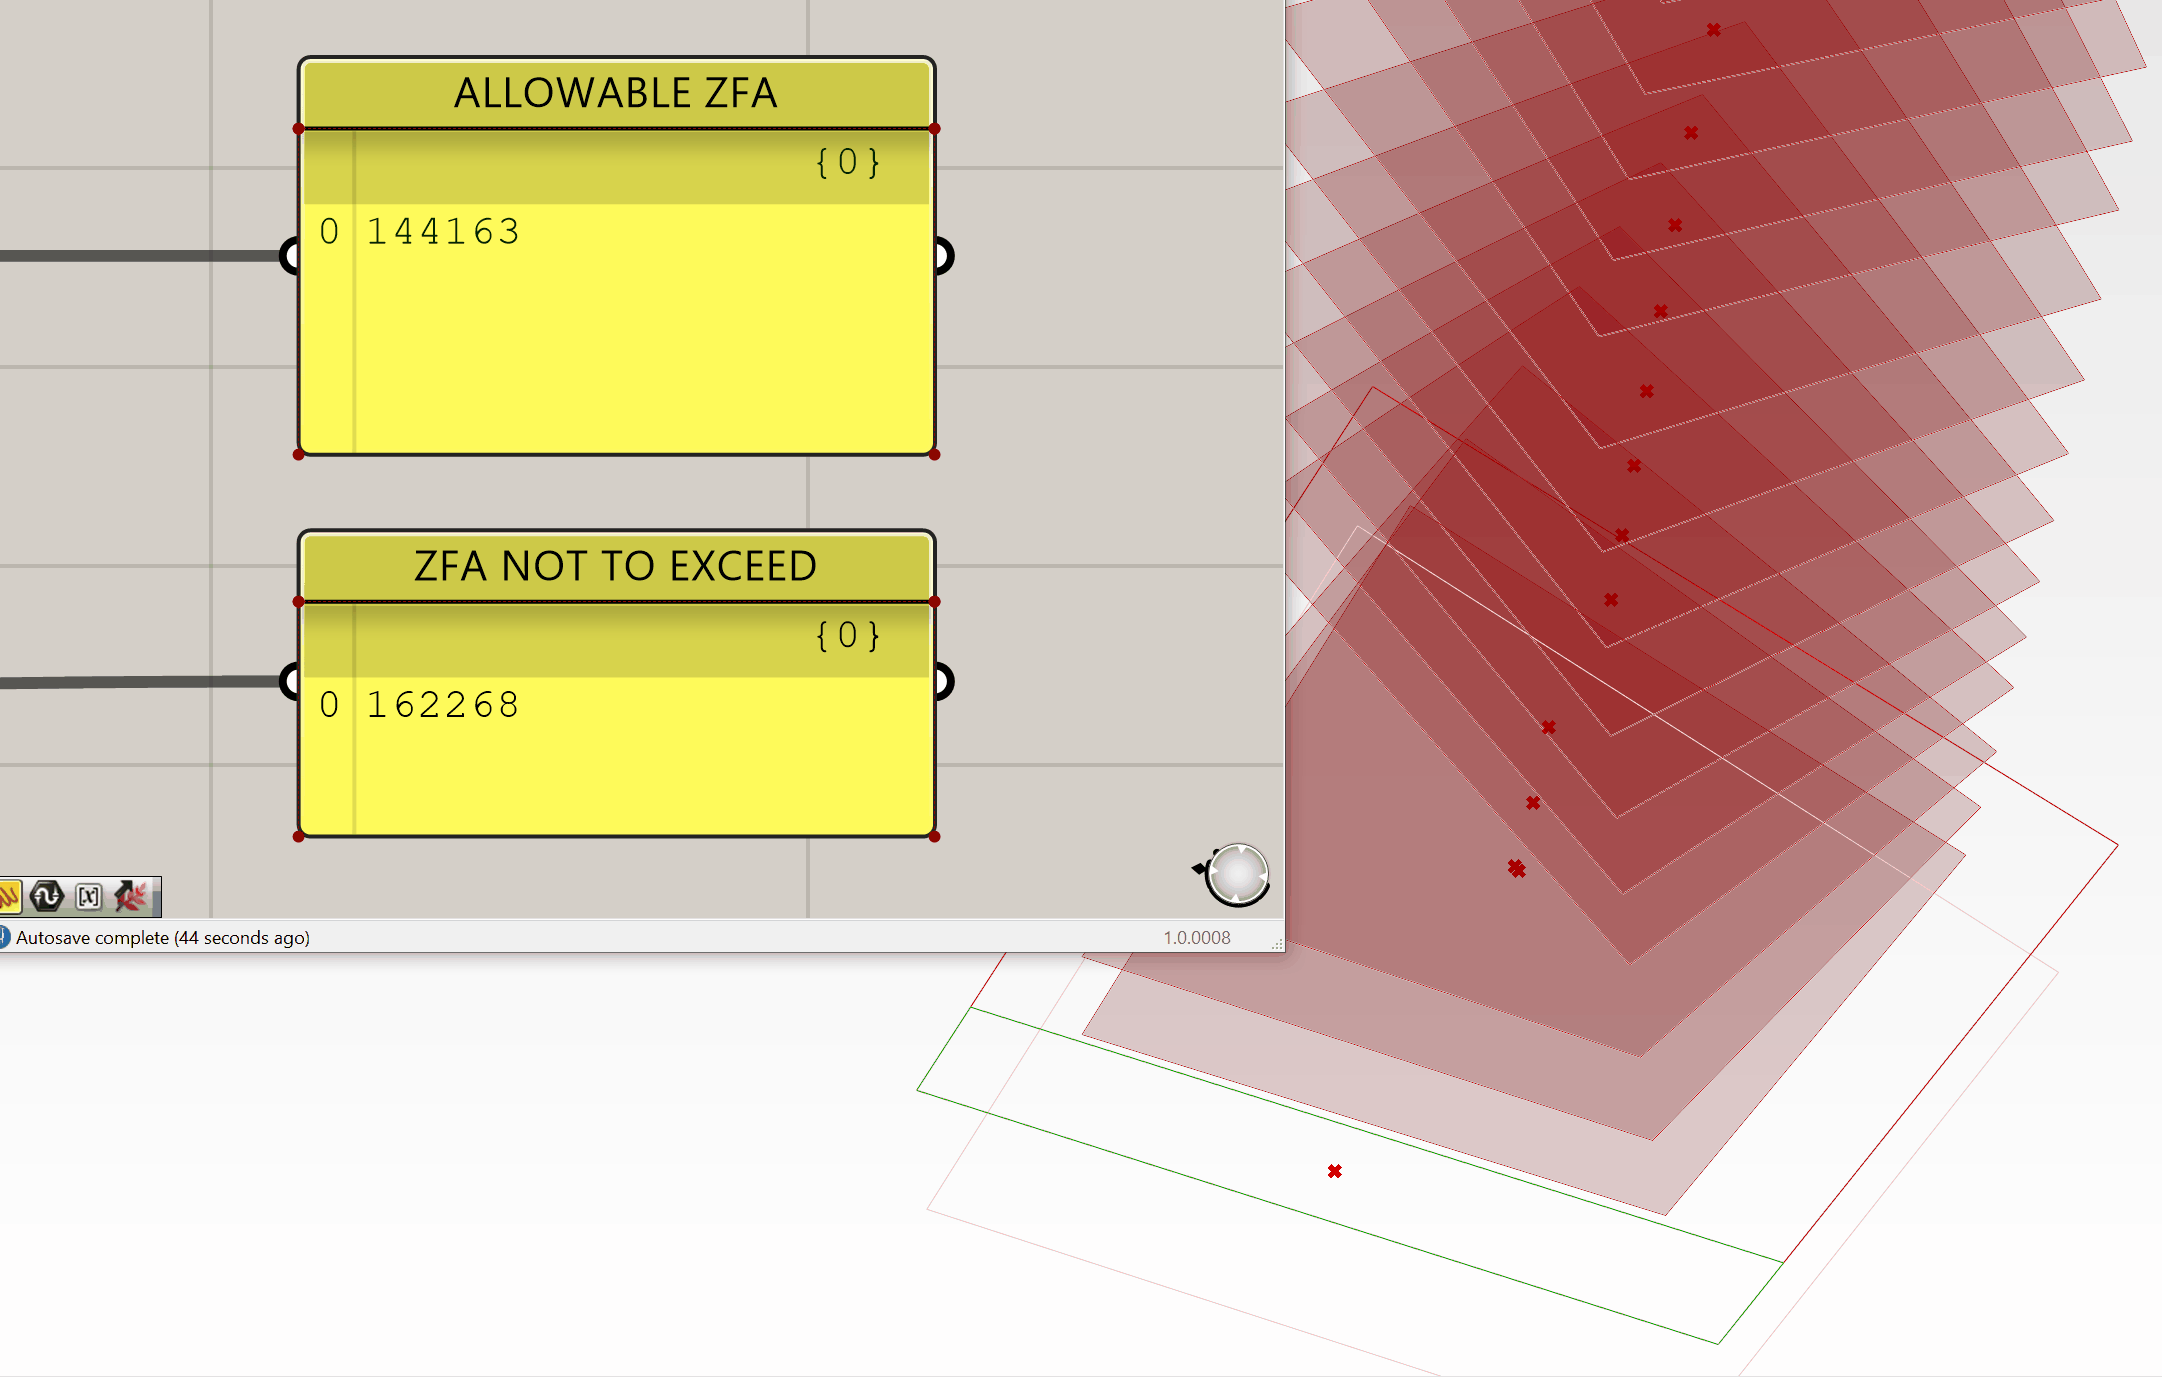 ALLOWABLE ZFA
{0}
0 144163
ZFA NOT TO EXCEED
{0}
0 162268
[x]
Autosave complete (44 seconds ago)
1.0.0008